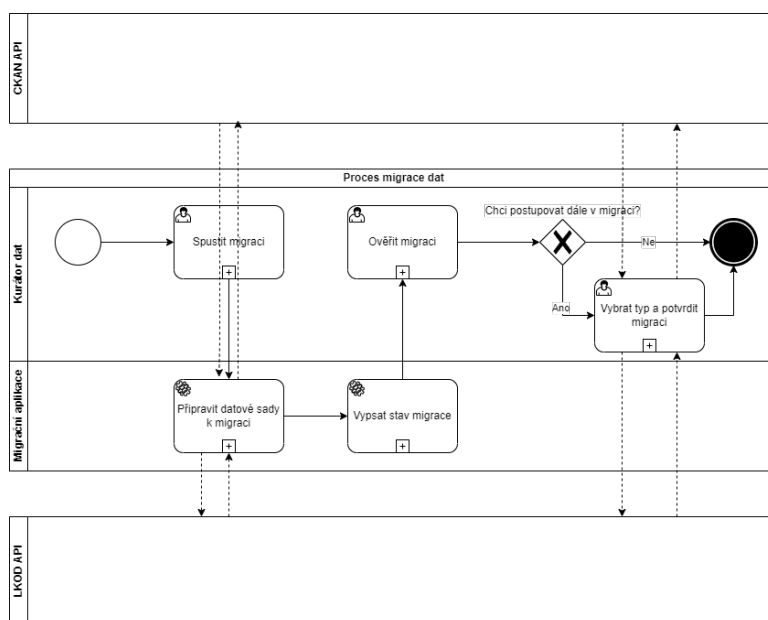 CKAN API
Proces migrace dat
Kurátor dat
Spustit migraci
Ověřit migraci
Chci postupovat dále v migraci?
Ne
Ano
Vybrat typ a potvrdit
migraci
Migrační aplikace
Připravit datové sady
k migraci
Vypsat stav migrace
LKOD API